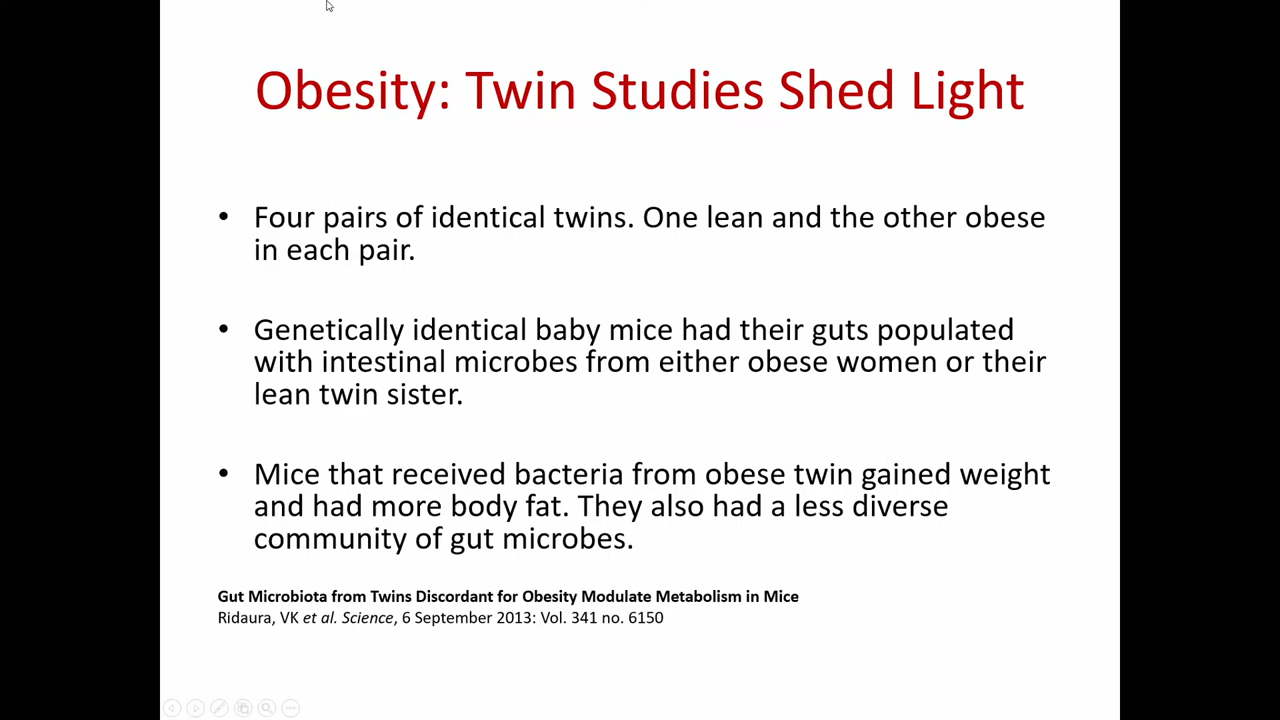 Obesity: Twin Studies Shed Light
• Four pairs of identical twins. One lean and the other obese
in each pair.
• Genetically identical baby mice had their guts populated
with intestinal microbes from either obese women or their
lean twin sister.
• Mice that received bacteria from obese twin gained weight
and had more body fat. They also had a less diverse
community of gut microbes.
Gut Microbiota from Twins Discordant for Obesity Modulate Metabolism in Mice
Ridaura, VK et al. Science, 6 September 2013: Vol. 341 no. 6150